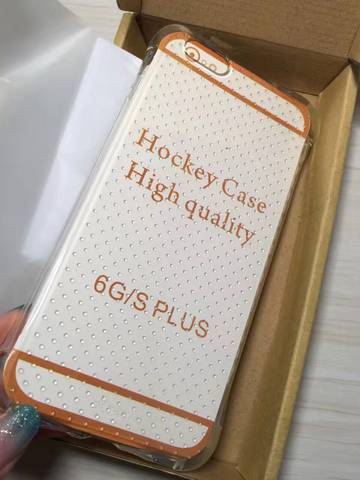 Hockey Case
High quality
6G/S PLUS